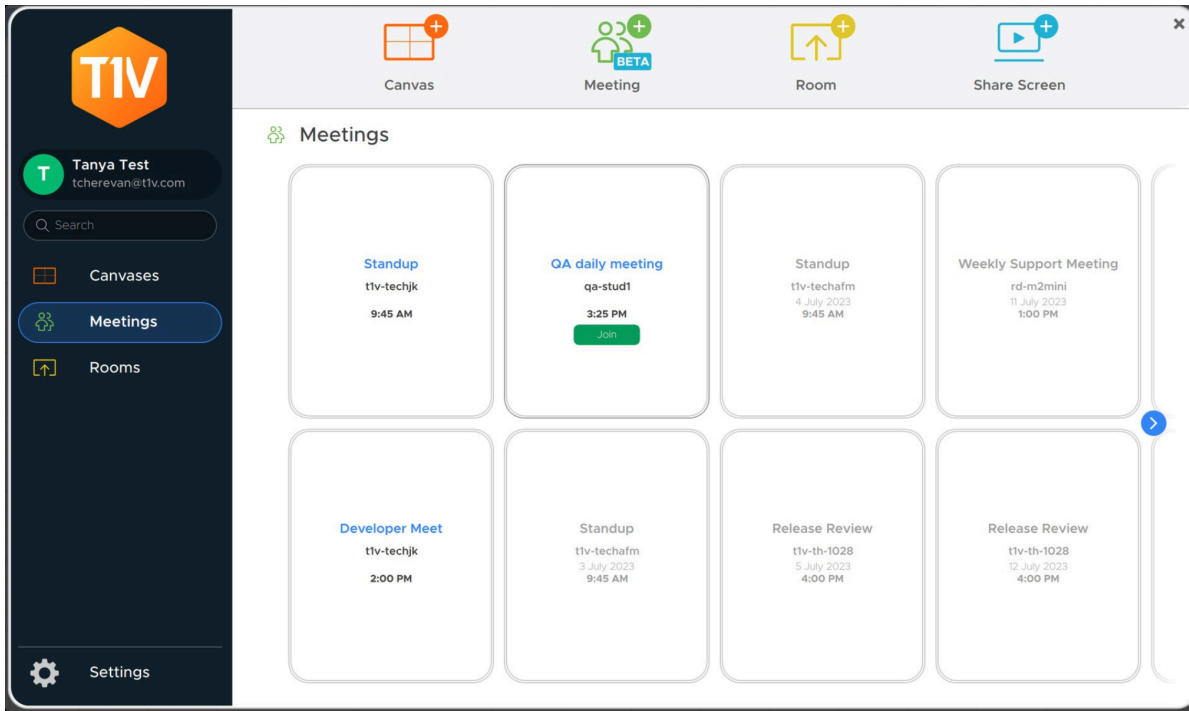 T1V
Tanya Test
tcherevan@t1v.com
Search
Canvases
Meetings
Rooms
Settings
Canvas
BETA
Meeting
Room
Share Screen
Meetings
Standup
t1v-techjk
9:45 AM
QA daily meeting
qa-stud1
3:25 PM
Join
Standup
t1v-techafm
4 July 2023
9:45 AM
Weekly Support Meeting
rd-m2mini
11 July 2023
1:00 PM
Developer Meet
t1v-techjk
2:00 PM
Standup
t1v-techafm
3 July 2023
9:45 AM
Release Review
t1v-th-1028
5 July 2023
4:00 PM
Release Review
t1v-th-1028
12 July 2023
4:00 PM